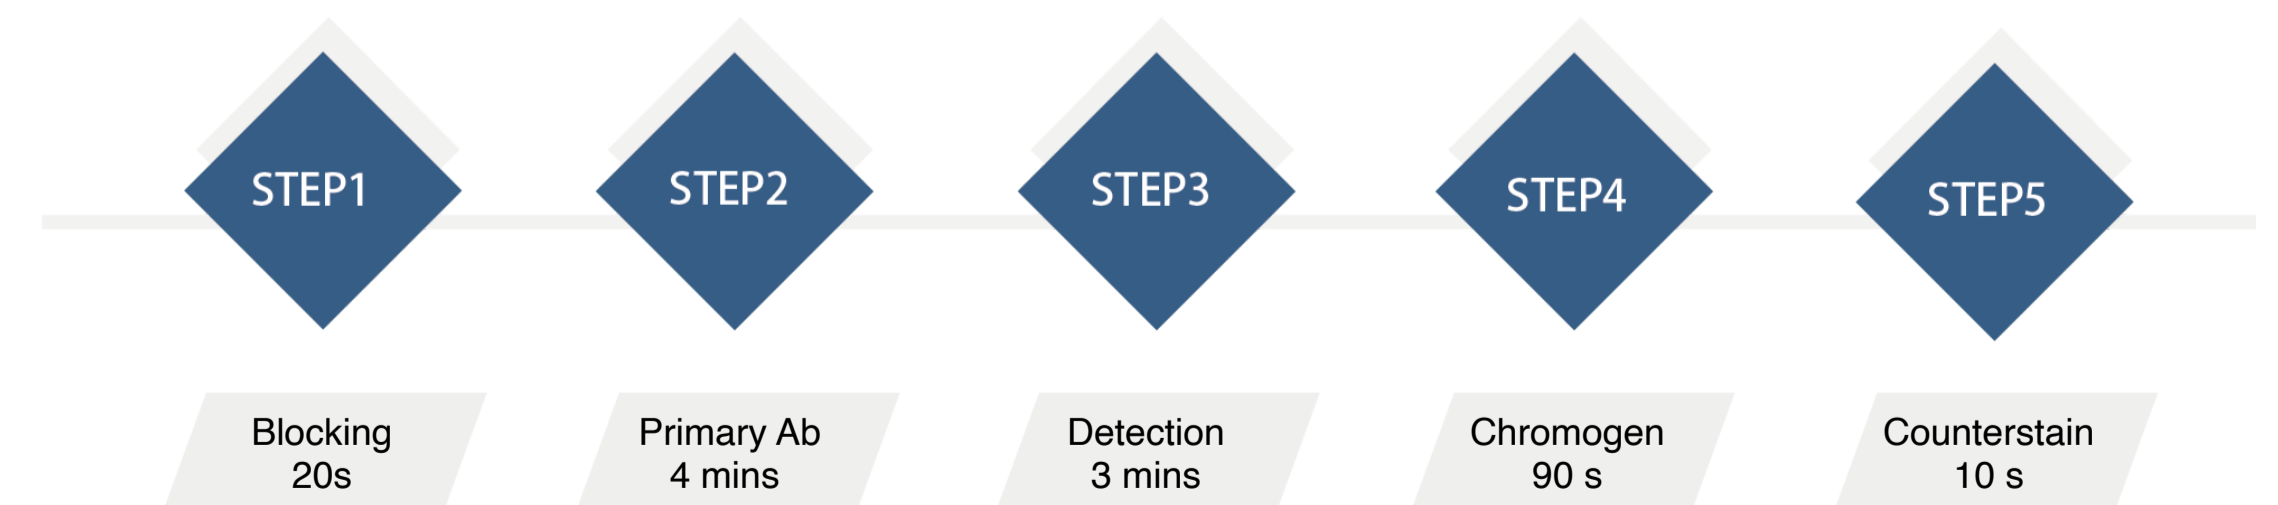 STEP1
STEP2
STEP3
STEP4
STEP5
Blocking
20s
Primary Ab
4 mins
Detection
3 mins
Chromogen
90 s
Counterstain
10 s